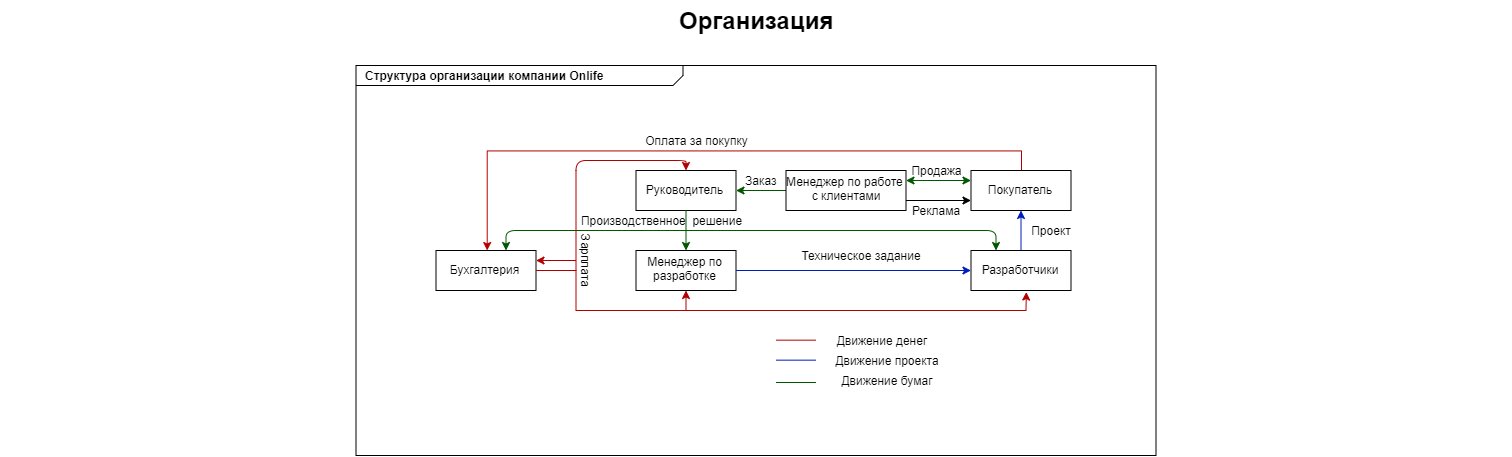 Организация
Структура организации компании Onlife
Оплата за покупку
Руководитель
Заказ
Менеджер по работе
с клиентами
Продажа
Реклама
Покупатель
Производственное решение
Проект
Зарплата
Бухгалтерия
Менеджер по
разработке
Техническое задание
Разработчики
Движение денег
Движение проекта
Движение бумаг